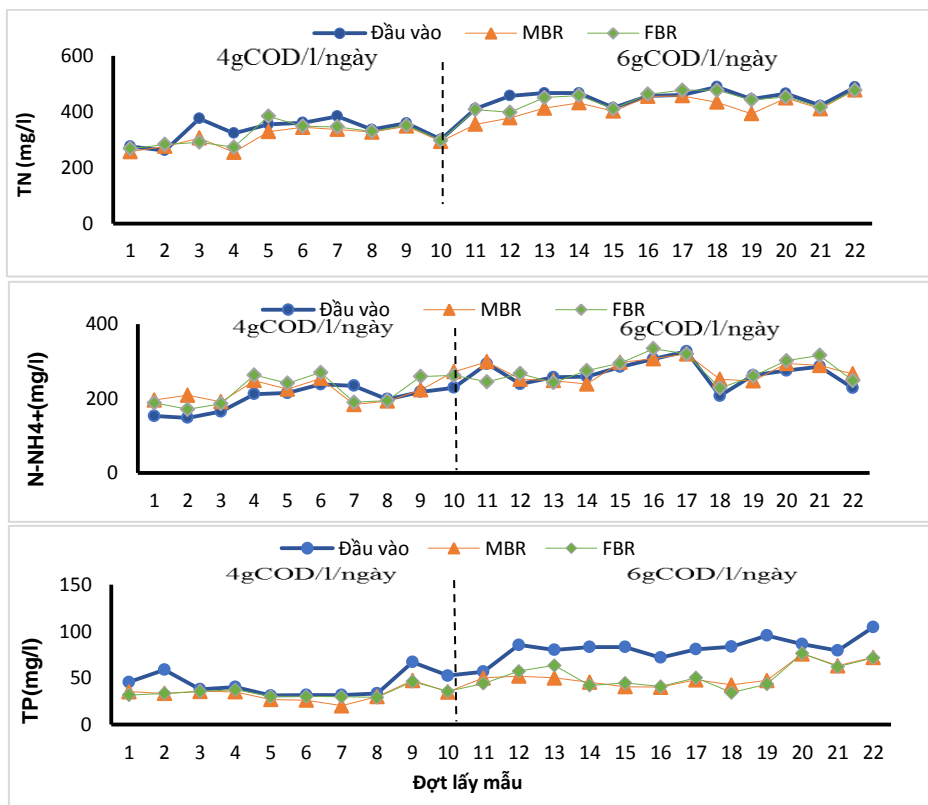 Đầu vào MBR FBR
4gCOD/l/ngày 6gCOD/l/ngày
600
400
200
0
TN (mg/l)
1 2 3 4 5 6 7 8 9 10 11 12 13 14 15 16 17 18 19 20 21 22
Đầu vào MBR FBR
4gCOD/l/ngày 6gCOD/l/ngày
400
200
0
N-NH4+(mg/l)
1 2 3 4 5 6 7 8 9 10 11 12 13 14 15 16 17 18 19 20 21 22
Đầu vào MBR FBR
4gCOD/l/ngày 6gCOD/l/ngày
150
100
50
0
TP(mg/l)
1 2 3 4 5 6 7 8 9 10 11 12 13 14 15 16 17 18 19 20 21 22
Đợt lấy mẫu